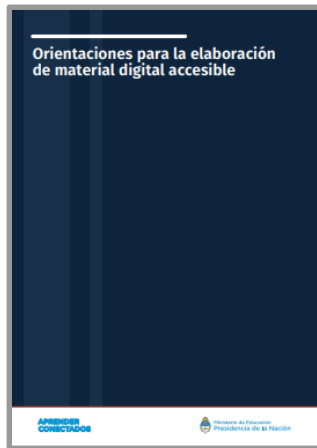 Orientaciones para la elaboración
de material digital accesible
APRENDER
CONECTADOS
Ministerio de Educación
Presidencia de la Nación